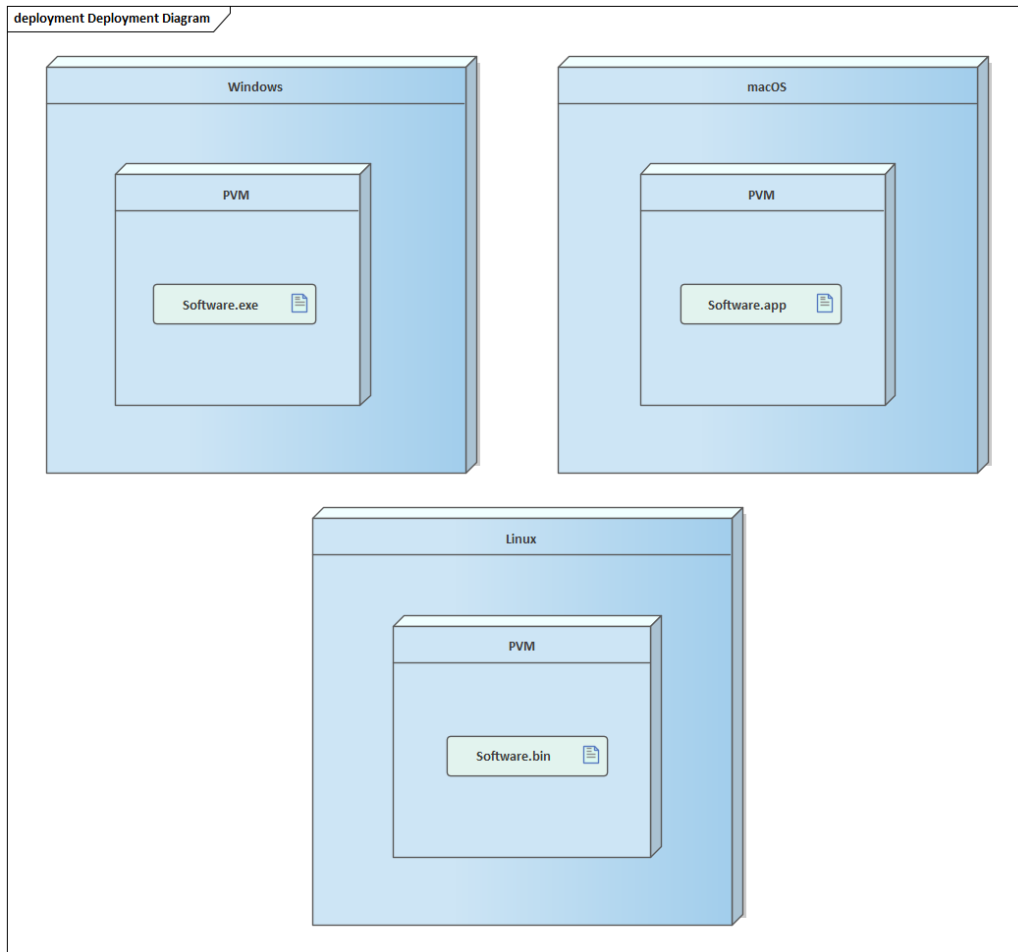 deployment Deployment Diagram
Windows
macOS
PVM
PVM
Software.exe
Software.app
Linux
PVM
Software.bin